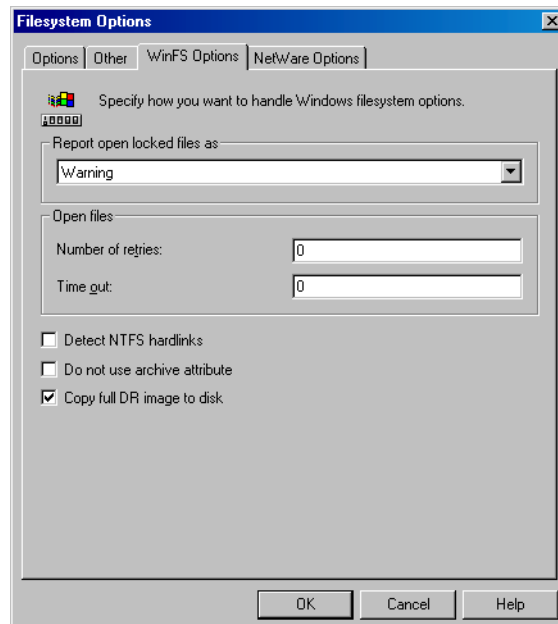 Filesystem Options
Options Other WinFS Options NetWare Options
Specify how you want to handle Windows filesystem options.
Report open locked files as
Warning
Open files
Number of retries: 0
Time out: 0
Detect NTFS hardlinks
Do not use archive attribute
Copy full DR image to disk
OK Cancel Help